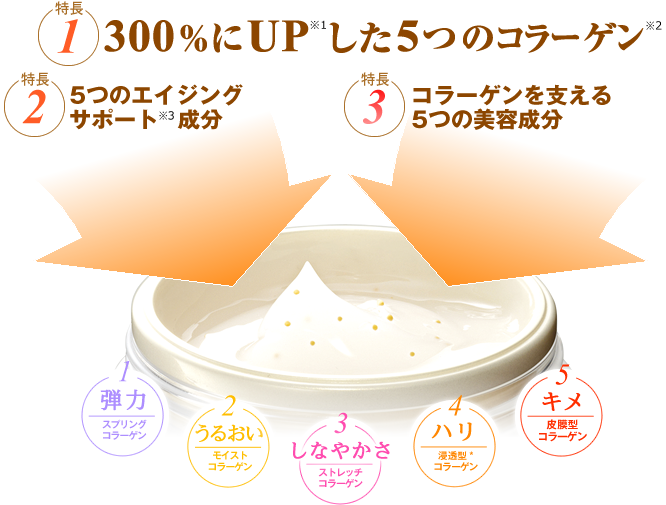 特長
1 300%にUP※1した5つのコラーゲン※2
特長
2 5つのエイジング
サポート※3成分
特長
3 コラーゲンを支える
5つの美容成分
1
弾力
スプリング
コラーゲン
2
うるおい
モイスト
コラーゲン
3
しなやかさ
ストレッチ
コラーゲン
4
ハリ
浸透型*
コラーゲン
5
キメ
皮膜型
コラーゲン